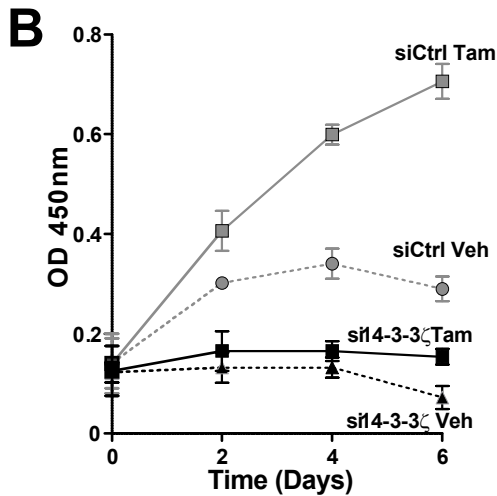 B
0.8
siCtrl Tam
0.6
OD 450nm
0.4
siCtrl Veh
0.2
si14-3-3ζTam
si14-3-3ζ Veh
0
0 2 4 6
Time (Days)